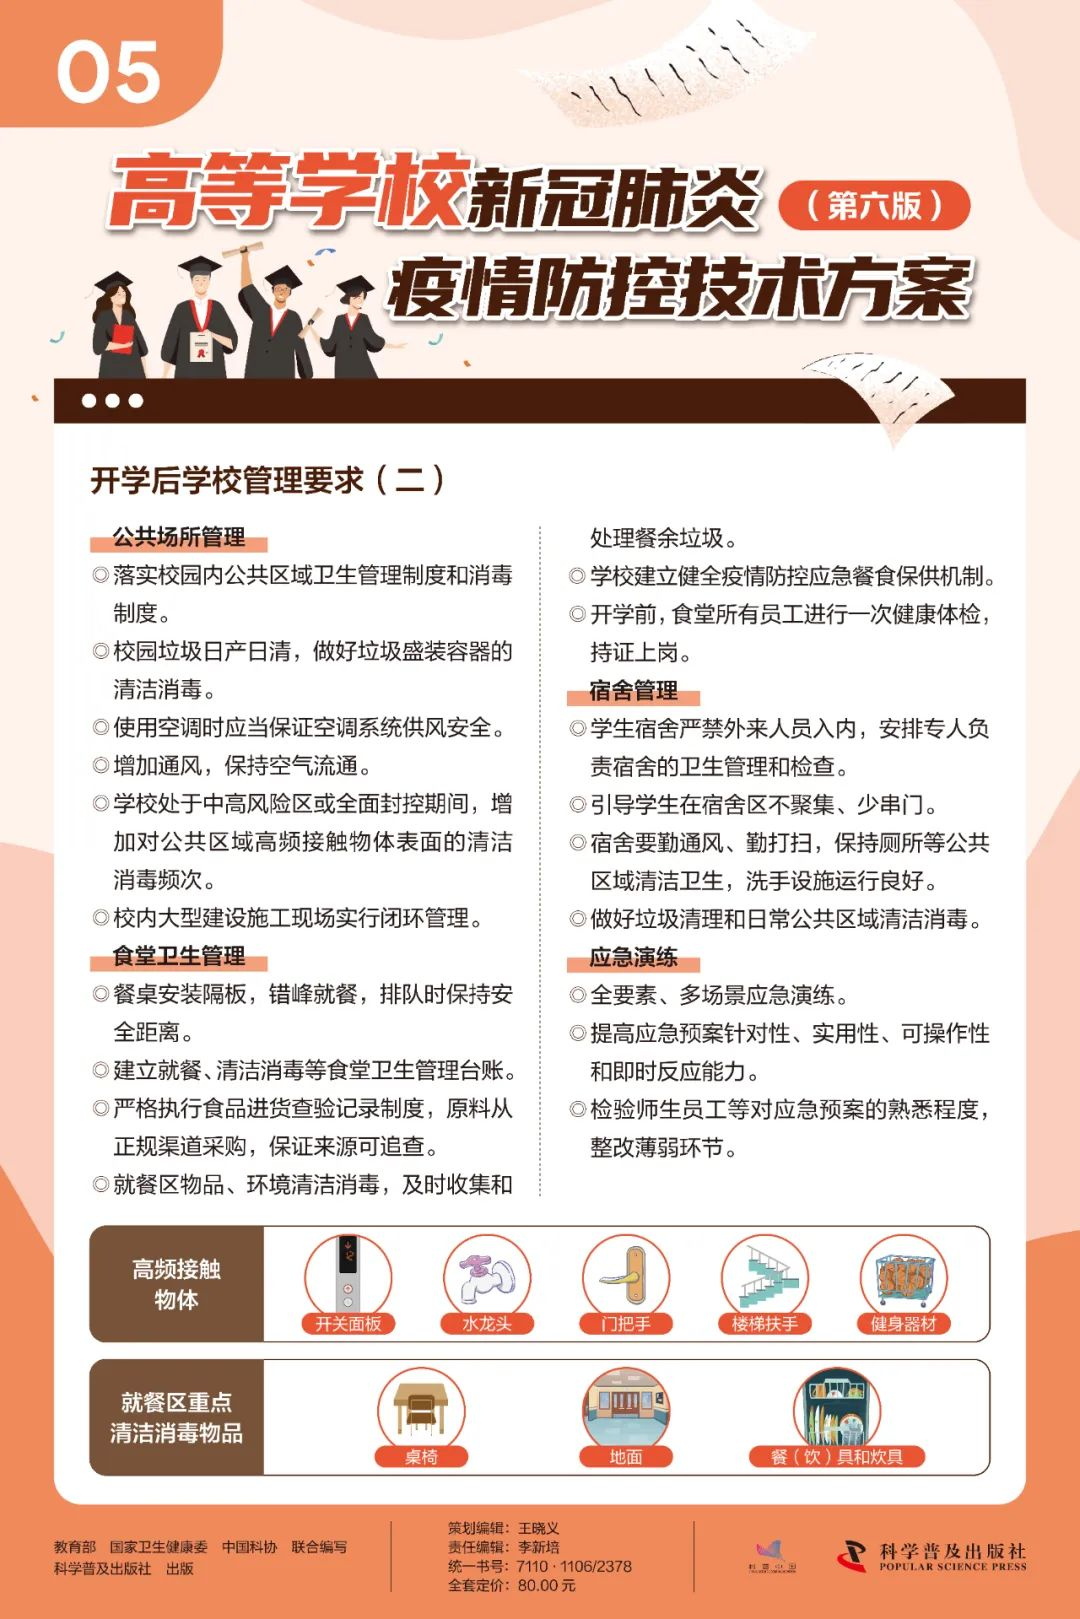 05
高等学校新冠肺炎（第六版）
疫情防控技术方案
开学后学校管理要求（二）
公共场所管理
◎落实校园内公共区域卫生管理制度和消毒
制度。
◎校园垃圾日产日清，做好垃圾盛装容器的
清洁消毒。
◎使用空调时应当保证空调系统供风安全。
◎增加通风，保持空气流通。
◎学校处于中高风险区或全面封控期间，增
加对公共区域高频接触物体表面的清洁
消毒频次。
◎校内大型建设施工现场实行闭环管理。
食堂卫生管理
◎餐桌安装隔板，错峰就餐，排队时保持安
全距离。
◎建立就餐、清洁消毒等食堂卫生管理台账。
◎严格执行食品进货查验记录制度，原料从
正规渠道采购，保证来源可追查。
◎就餐区物品、环境清洁消毒，及时收集和
处理餐余垃圾。
◎学校建立健全疫情防控应急餐食保供机制。
◎开学前，食堂所有员工进行一次健康体检，
持证上岗。
宿舍管理
◎学生宿舍严禁外来人员入内，安排专人负
责宿舍的卫生管理和检查。
◎引导学生在宿舍区不聚集、少串门。
◎宿舍要勤通风、勤打扫，保持厕所等公共
区域清洁卫生，洗手设施运行良好。
◎做好垃圾清理和日常公共区域清洁消毒。
应急演练
◎全要素、多场景应急演练。
◎提高应急预案针对性、实用性、可操作性
和即时反应能力。
◎检验师生员工等对应急预案的熟悉程度，
整改薄弱环节。
高频接触
物体
开关面板
水龙头
门把手
楼梯扶手
健身器材
就餐区重点
清洁消毒物品
桌椅
地面
餐（饮）具和炊具
教育部 国家卫生健康委 中国科协 联合编写
科学普及出版社 出版
策划编辑：王晓义
责任编辑：李新培
统一书号：7110·1106/2378
全套定价：80.00 元
科普中国
科学普及出版社
POPULAR SCIENCE PRESS